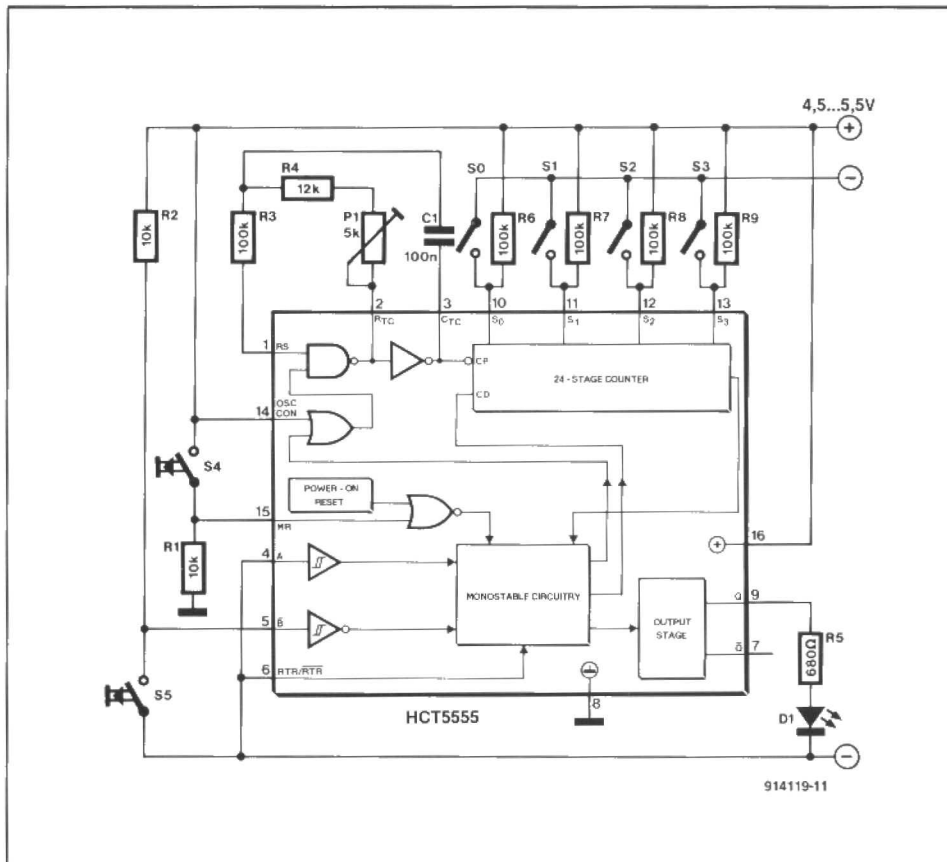 4,5...5,5V
+
−
S0
S1
S2
S3
R4
12k
R2
10k
R3
100k
P1
5k
C1
100n
R6
100k
R7
100k
R8
100k
R9
100k
2
3
10
11
12
13
RTC
CTC
S0
S1
S2
S3
1
RS
CP
24 - STAGE COUNTER
CD
14
OSC
CON
S4
POWER - ON
RESET
15
MR
R1
10k
4
A
MONOSTABLE CIRCUITRY
+
16
OUTPUT
STAGE
Q
9
5
B̅
Q̅
7
R5
680Ω
6
RTR/R̅T̅R̅
S5
8
HCT5555
D1
−
914119-11